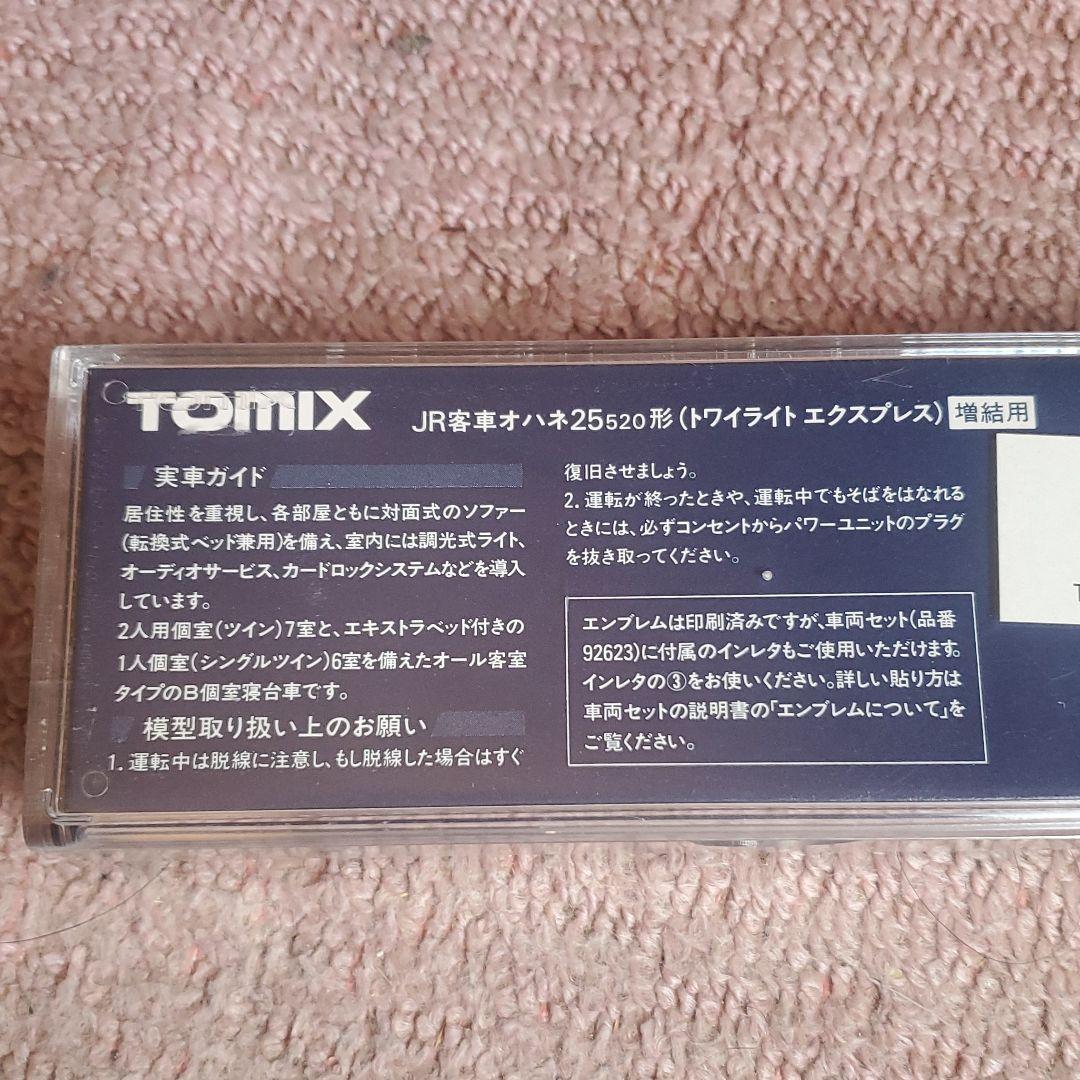 TOMIX
JR客車オハネ25520形(トワイライト エクスプレス) 増結用
実車ガイド
居住性を重視し、各部屋ともに対面式のソファー
(転換式ベッド兼用)を備え、室内には調光式ライト、
オーディオサービス、カードロックシステムなどを導入
しています。
2人用個室(ツイン)7室と、エキストラベッド付きの
1人個室(シングルツイン)6室を備えたオール客室
タイプのB個室寝台車です。
模型取り扱い上のお願い
1. 運転中は脱線に注意し、もし脱線した場合はすぐ
復旧させましょう。
2. 運転が終ったときや、運転中でもそばをはなれる
ときには、必ずコンセントからパワーユニットのプラグ
を抜き取ってください。
エンブレムは印刷済みですが、車両セット(品番
92623)に付属のインレタもご使用いただけます。
インレタの③をお使いください。詳しい貼り方は
車両セットの説明書の「エンブレムについて」を
ご覧ください。